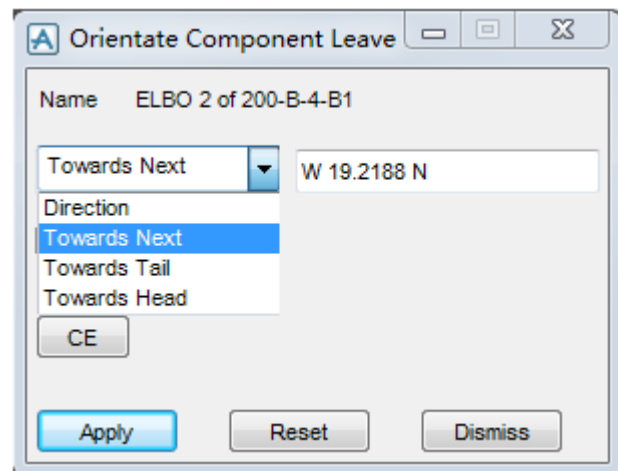 Orientate Component Leave
Name ELBO 2 of 200-B-4-B1
Towards Next W 19.2188 N
Direction
Towards Next
Towards Tail
Towards Head
CE
Apply Reset Dismiss